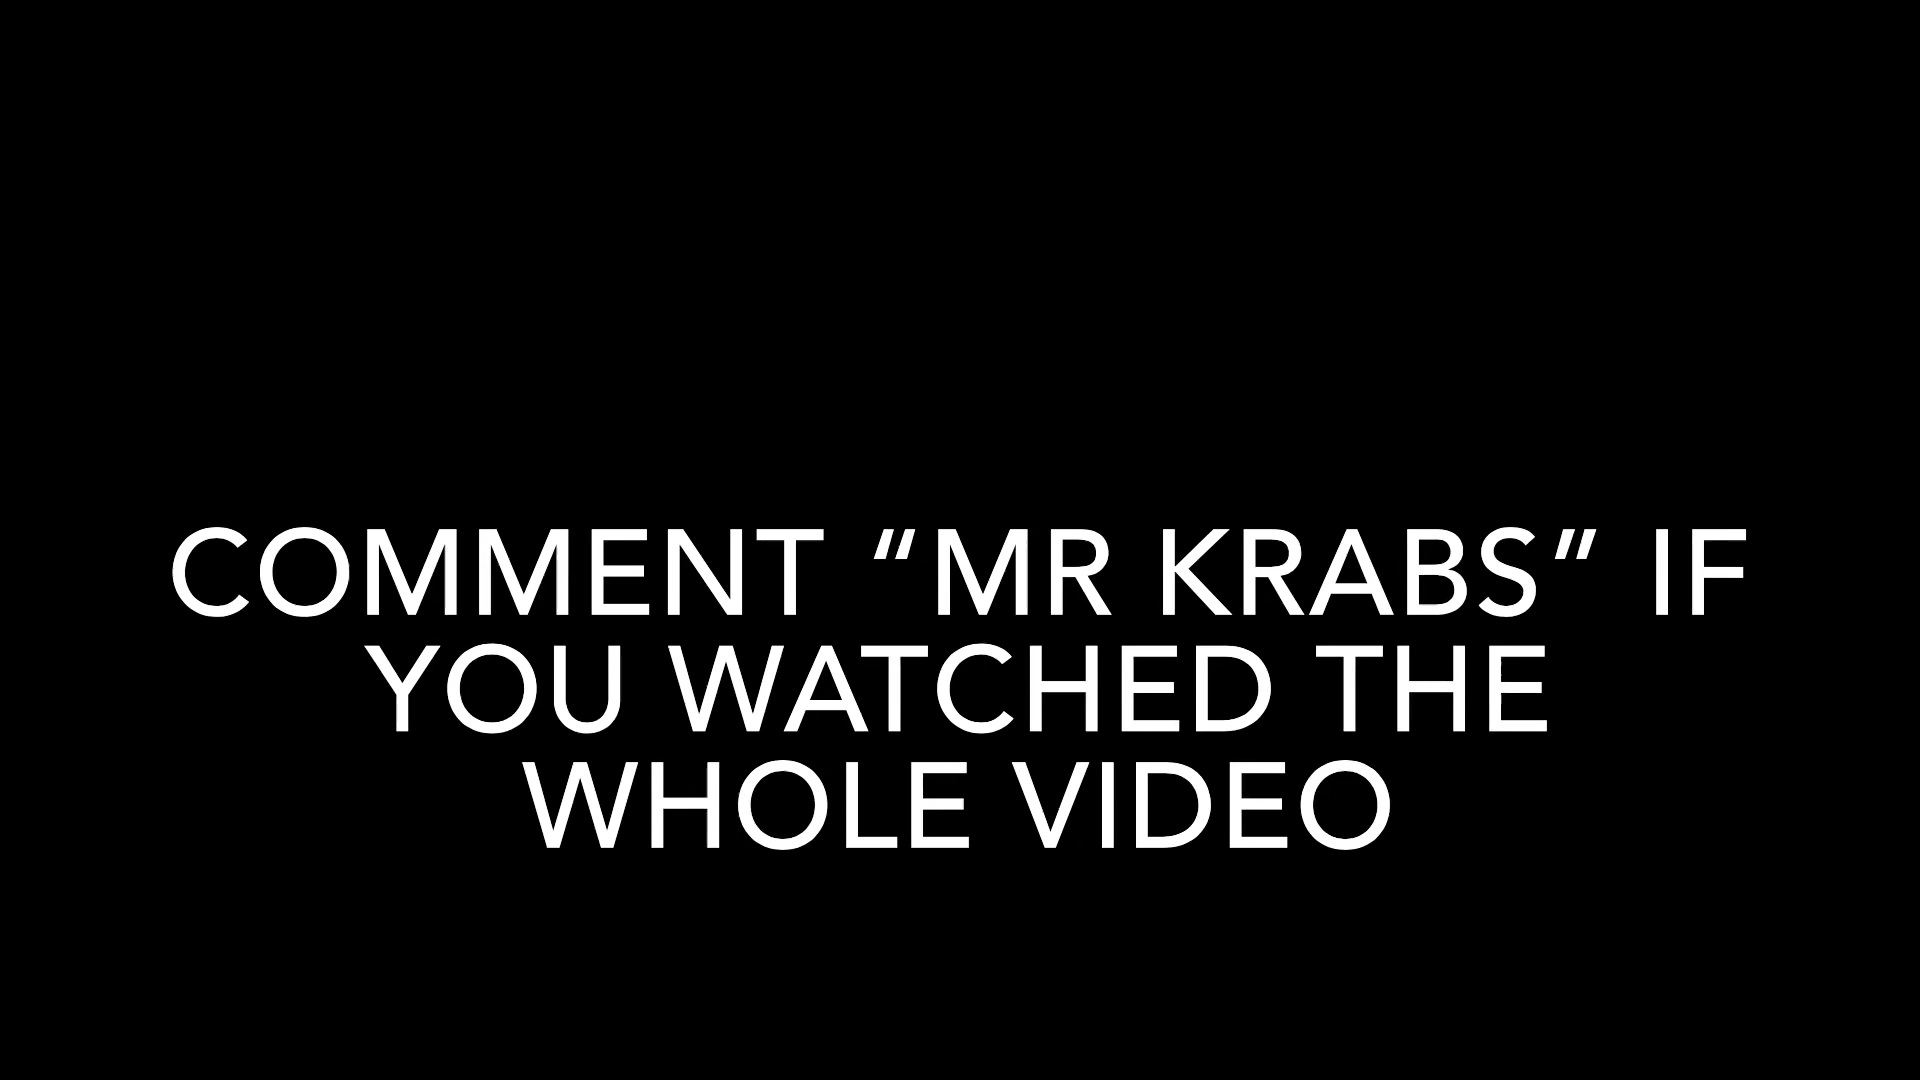 COMMENT “MR KRABS” IF
YOU WATCHED THE
WHOLE VIDEO